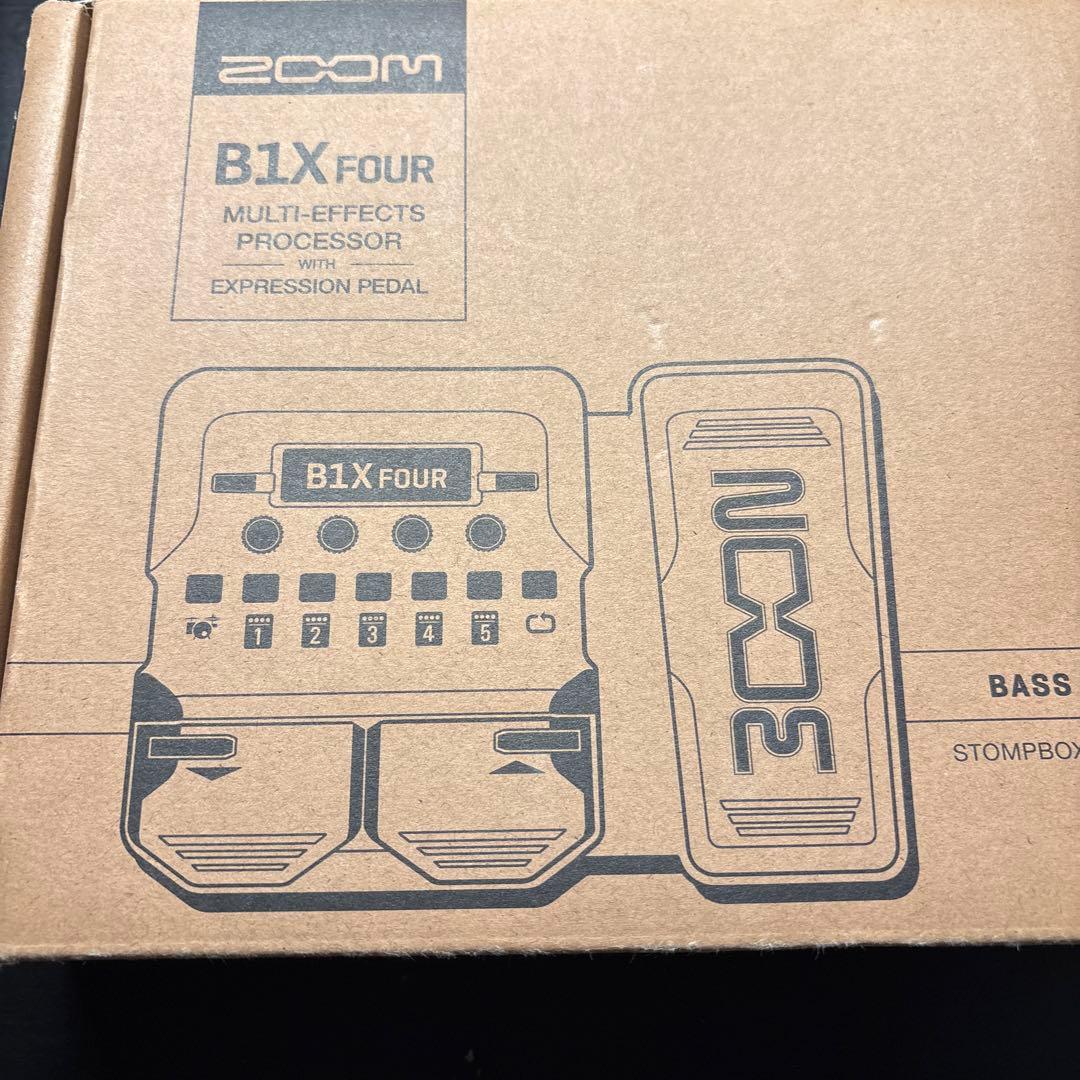 ZOOM
B1X FOUR
MULTI-EFFECTS
PROCESSOR
WITH
EXPRESSION PEDAL
B1X FOUR
1 2 3 4 5
ZOOM
BASS
STOMPBOX